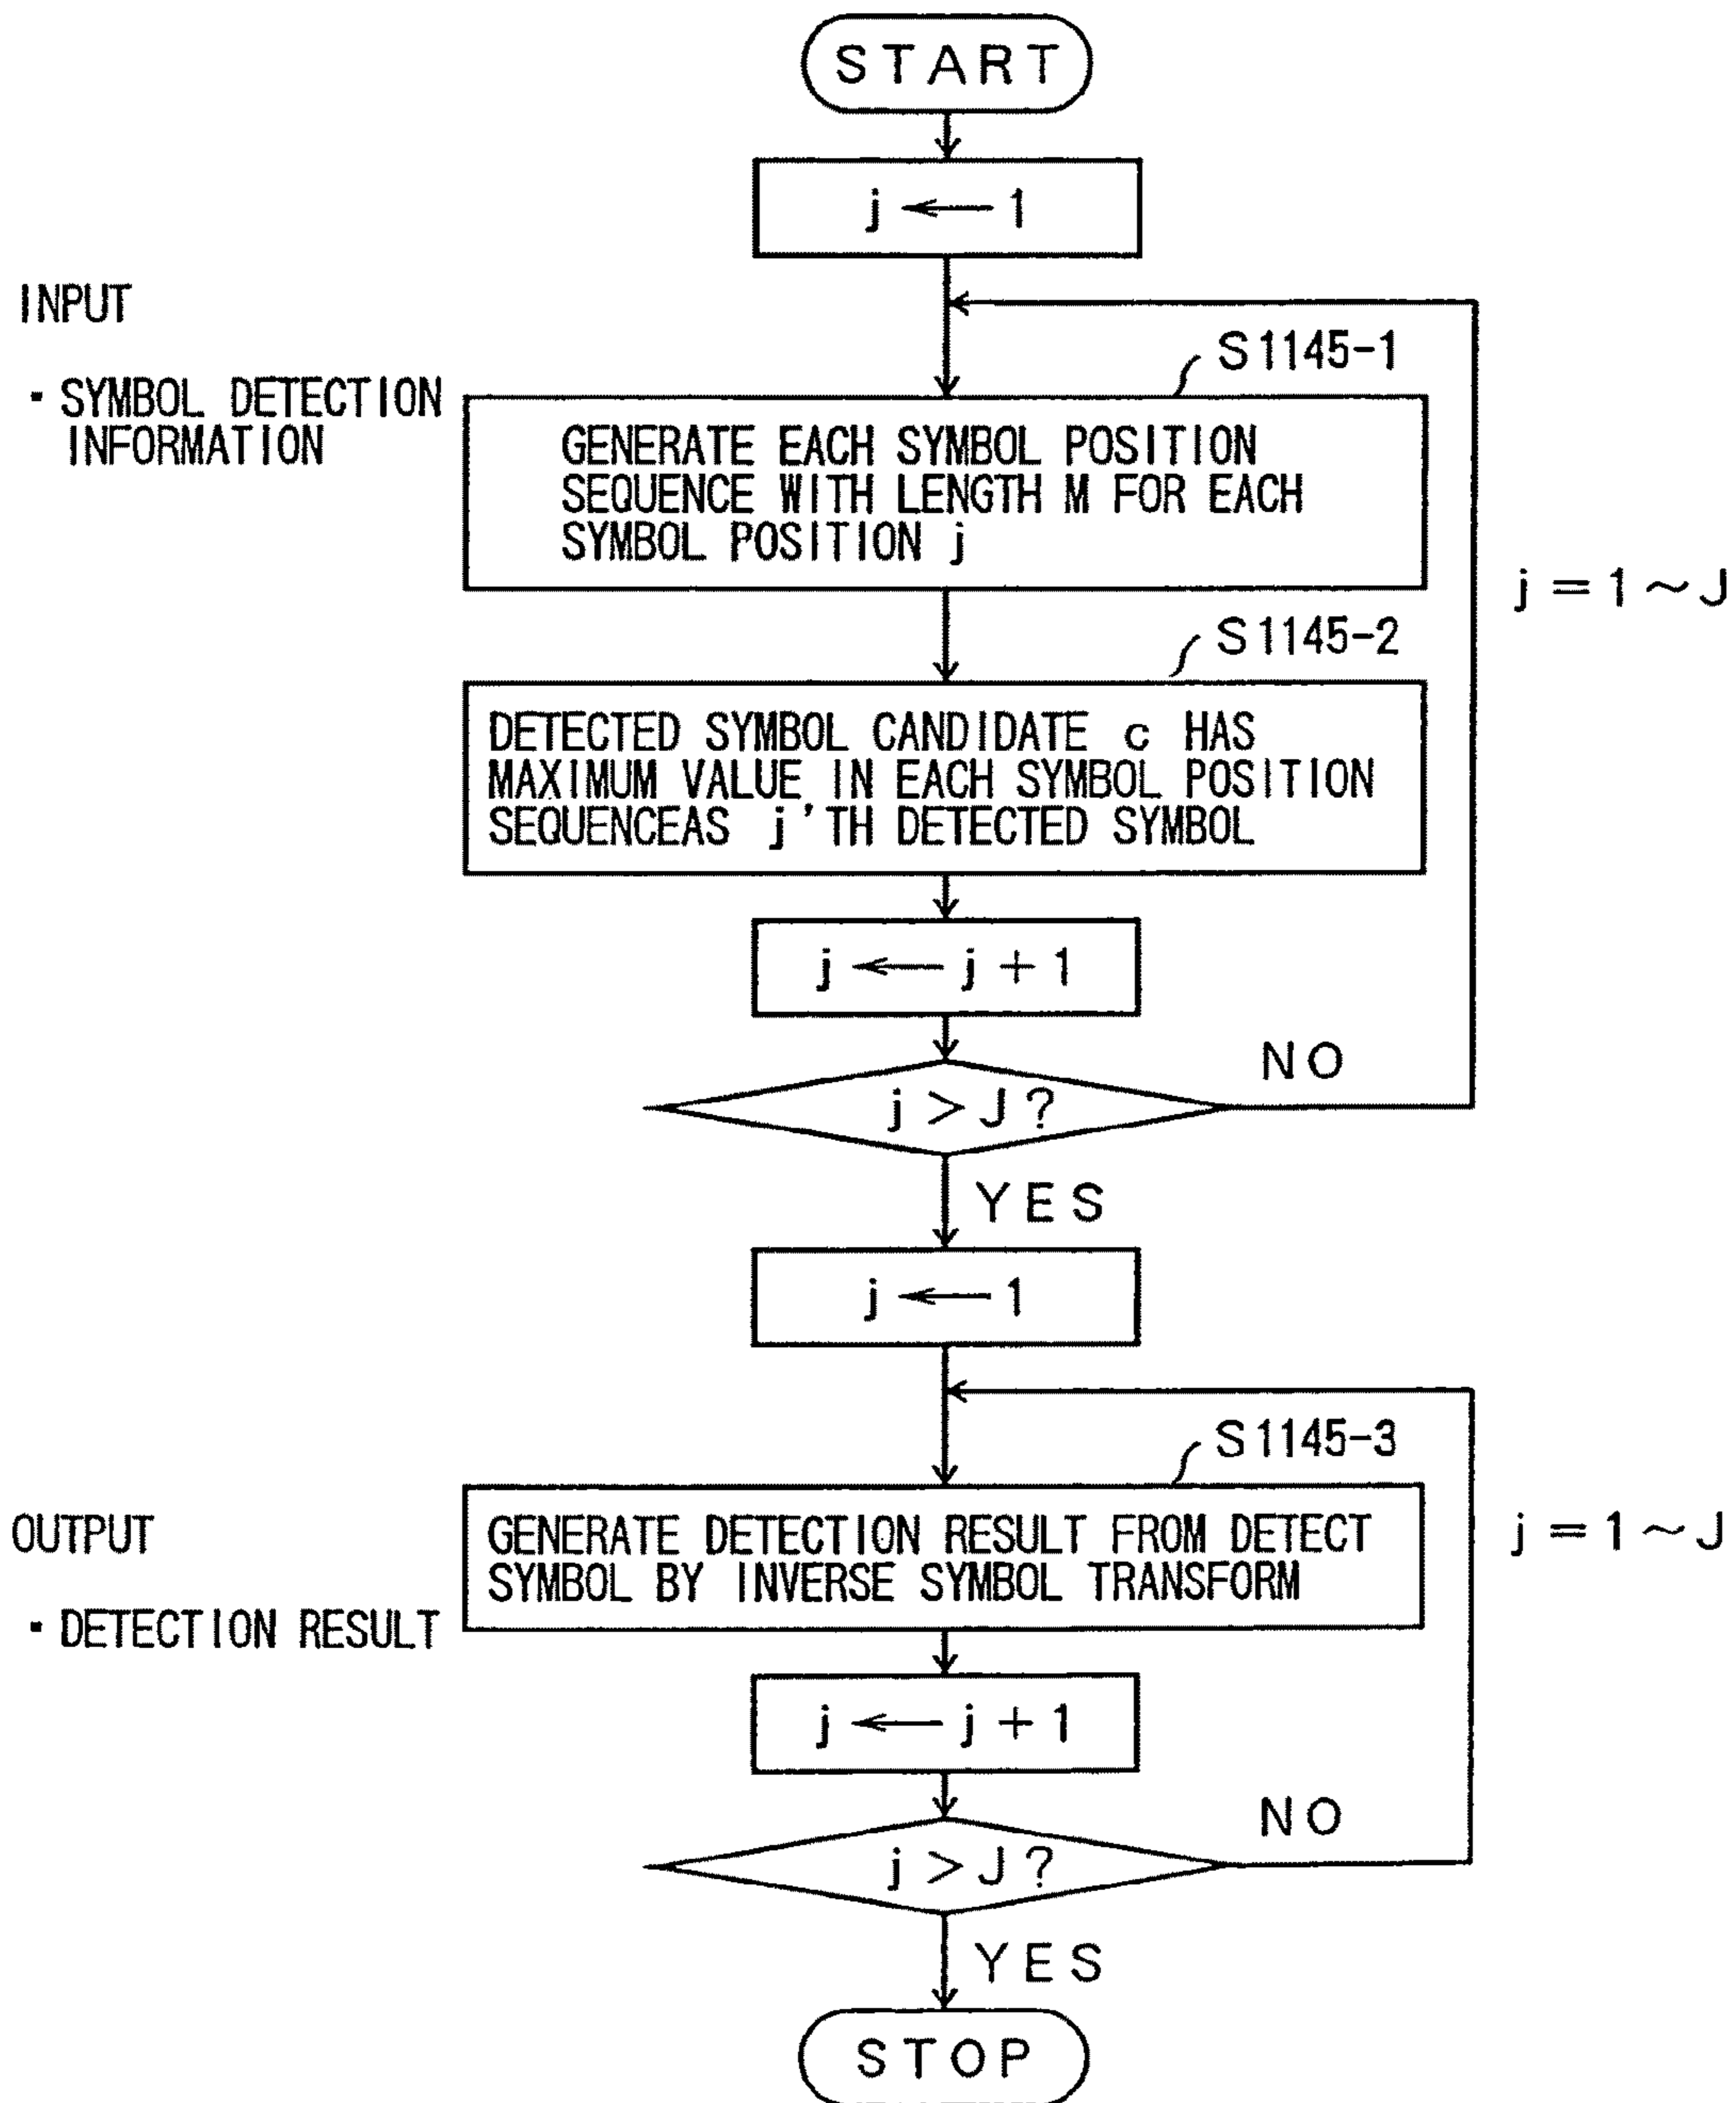 START
j ← 1
INPUT
・SYMBOL DETECTION
INFORMATION
S1145-1
GENERATE EACH SYMBOL POSITION
SEQUENCE WITH LENGTH M FOR EACH
SYMBOL POSITION j
j = 1 ~ J
S1145-2
DETECTED SYMBOL CANDIDATE c HAS
MAXIMUM VALUE IN EACH SYMBOL POSITION
SEQUENCEAS j'TH DETECTED SYMBOL
j ← j + 1
NO
j > J ?
YES
j ← 1
S1145-3
OUTPUT
GENERATE DETECTION RESULT FROM DETECT
SYMBOL BY INVERSE SYMBOL TRANSFORM
j = 1 ~ J
・DETECTION RESULT
j ← j + 1
NO
j > J ?
YES
STOP